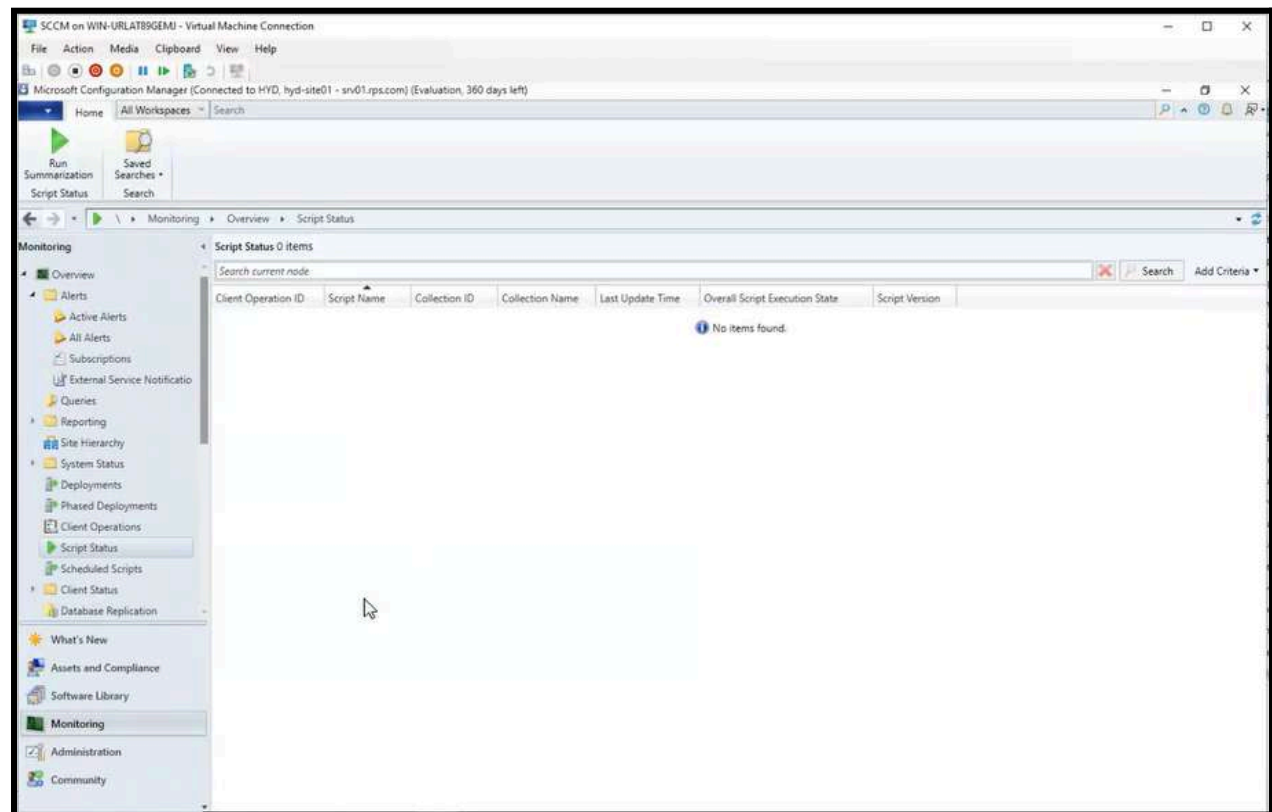 SCCM on WIN-URLAT89GEMJ - Virtual Machine Connection
File Action Media Clipboard View Help
Microsoft Configuration Manager (Connected to HYD, hyd-site01 - srv01.rps.com) (Evaluation, 360 days left)
Home All Workspaces Search
Run Summarization
Saved Searches
Script Status Search
\ Monitoring Overview Script Status
Monitoring
Script Status 0 items
Search current node Search Add Criteria
Client Operation ID Script Name Collection ID Collection Name Last Update Time Overall Script Execution State Script Version
No items found.
Overview
Alerts
Active Alerts
All Alerts
Subscriptions
External Service Notificatio
Queries
Reporting
Site Hierarchy
System Status
Deployments
Phased Deployments
Client Operations
Script Status
Scheduled Scripts
Client Status
Database Replication
What's New
Assets and Compliance
Software Library
Monitoring
Administration
Community